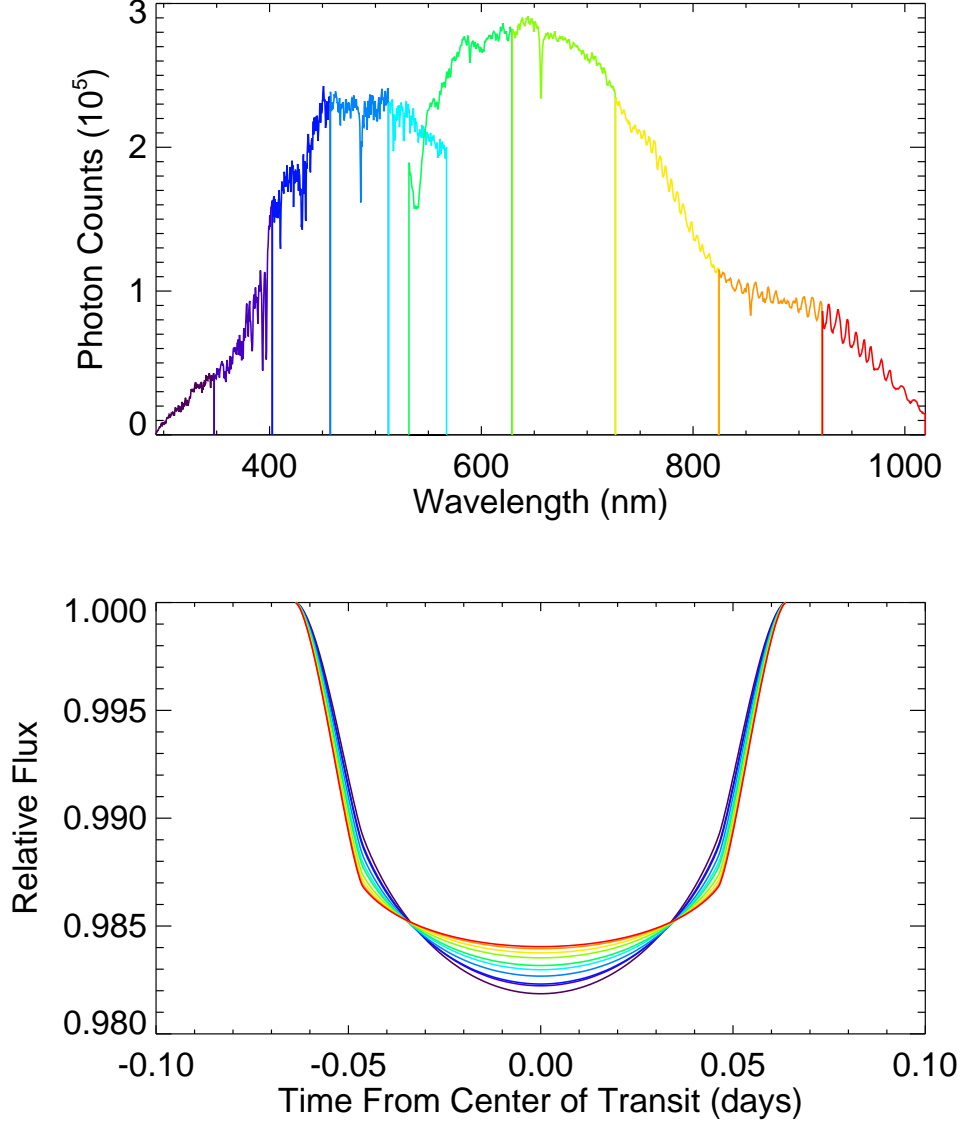 3
2
1
0
Photon Counts (10^5)
400 600 800 1000
Wavelength (nm)
1.000
0.995
0.990
0.985
0.980
Relative Flux
-0.10 -0.05 0.00 0.05 0.10
Time From Center of Transit (days)